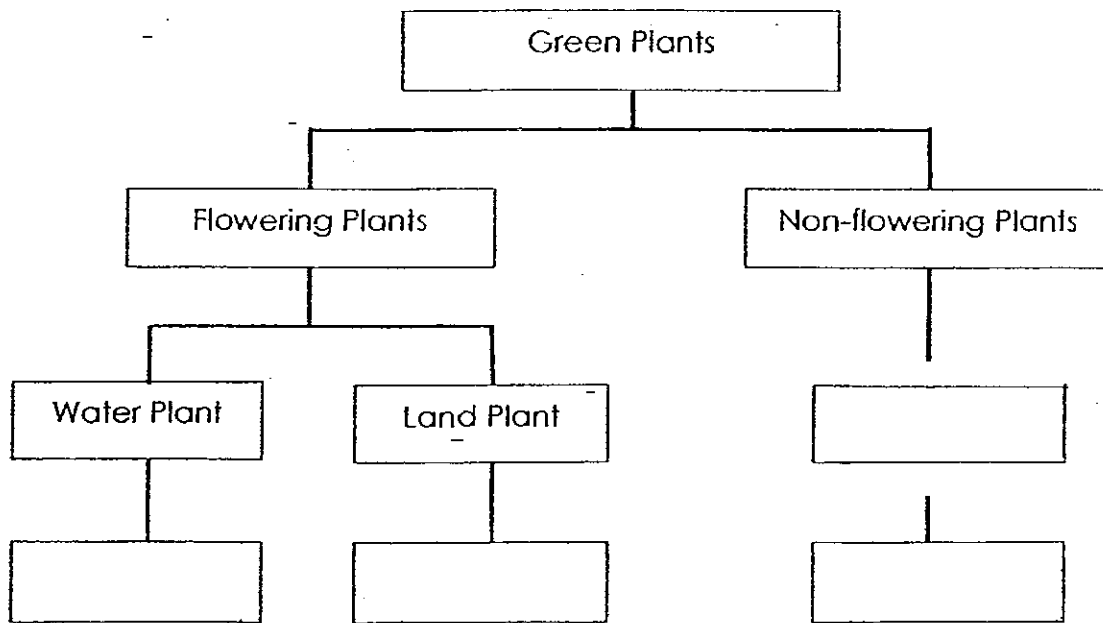 Green Plants
Flowering Plants
Non-flowering Plants
Water Plant
Land Plant